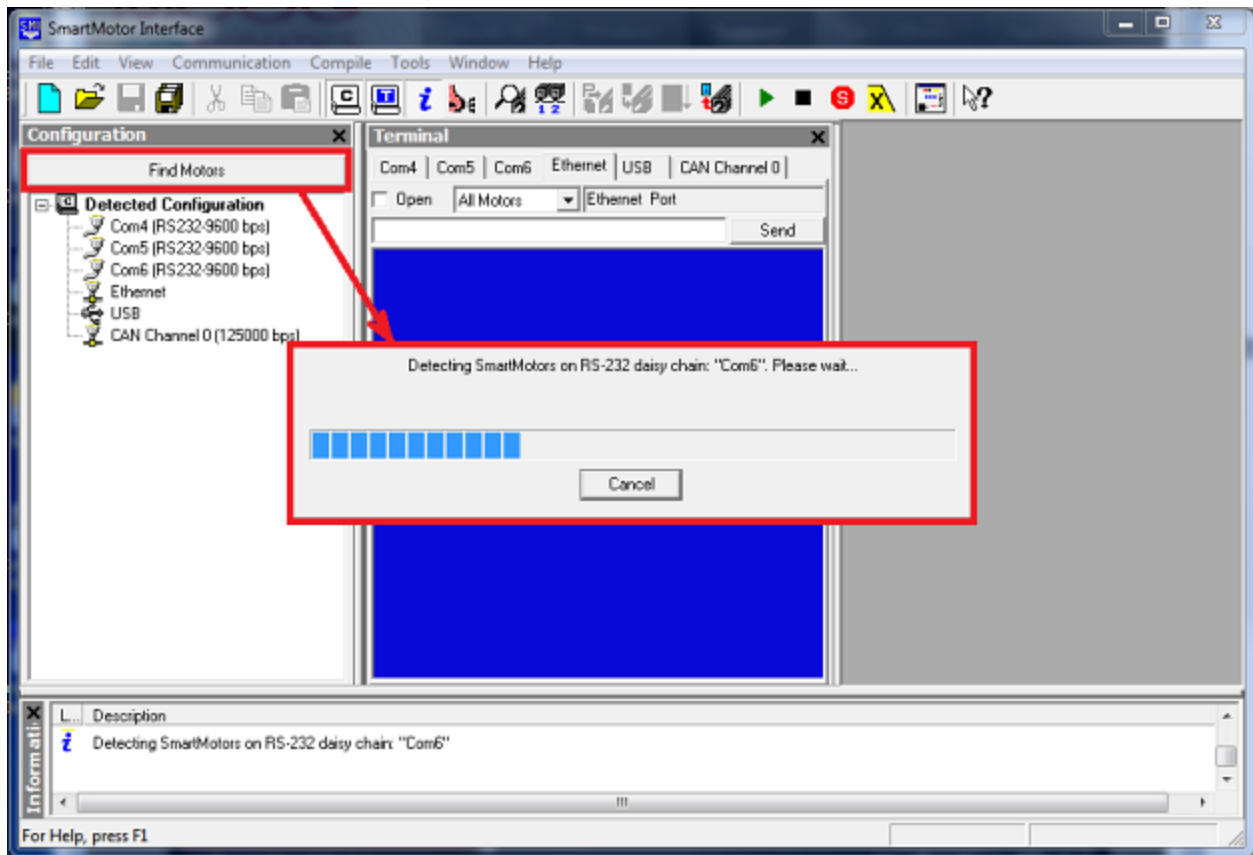 SmartMotor Interface
File Edit View Communication Compile Tools Window Help
Configuration
Find Motors
Detected Configuration
Com4 (RS232-9600 bps)
Com5 (RS232-9600 bps)
Com6 (RS232-9600 bps)
Ethernet
USB
CAN Channel 0 (125000 bps)
Terminal
Com4 Com5 Com6 Ethernet USB CAN Channel 0
Open All Motors Ethernet Port
Send
Detecting SmartMotors on RS-232 daisy chain: "Com6". Please wait...
Cancel
Informati
L... Description
Detecting SmartMotors on RS-232 daisy chain: "Com6"
For Help, press F1